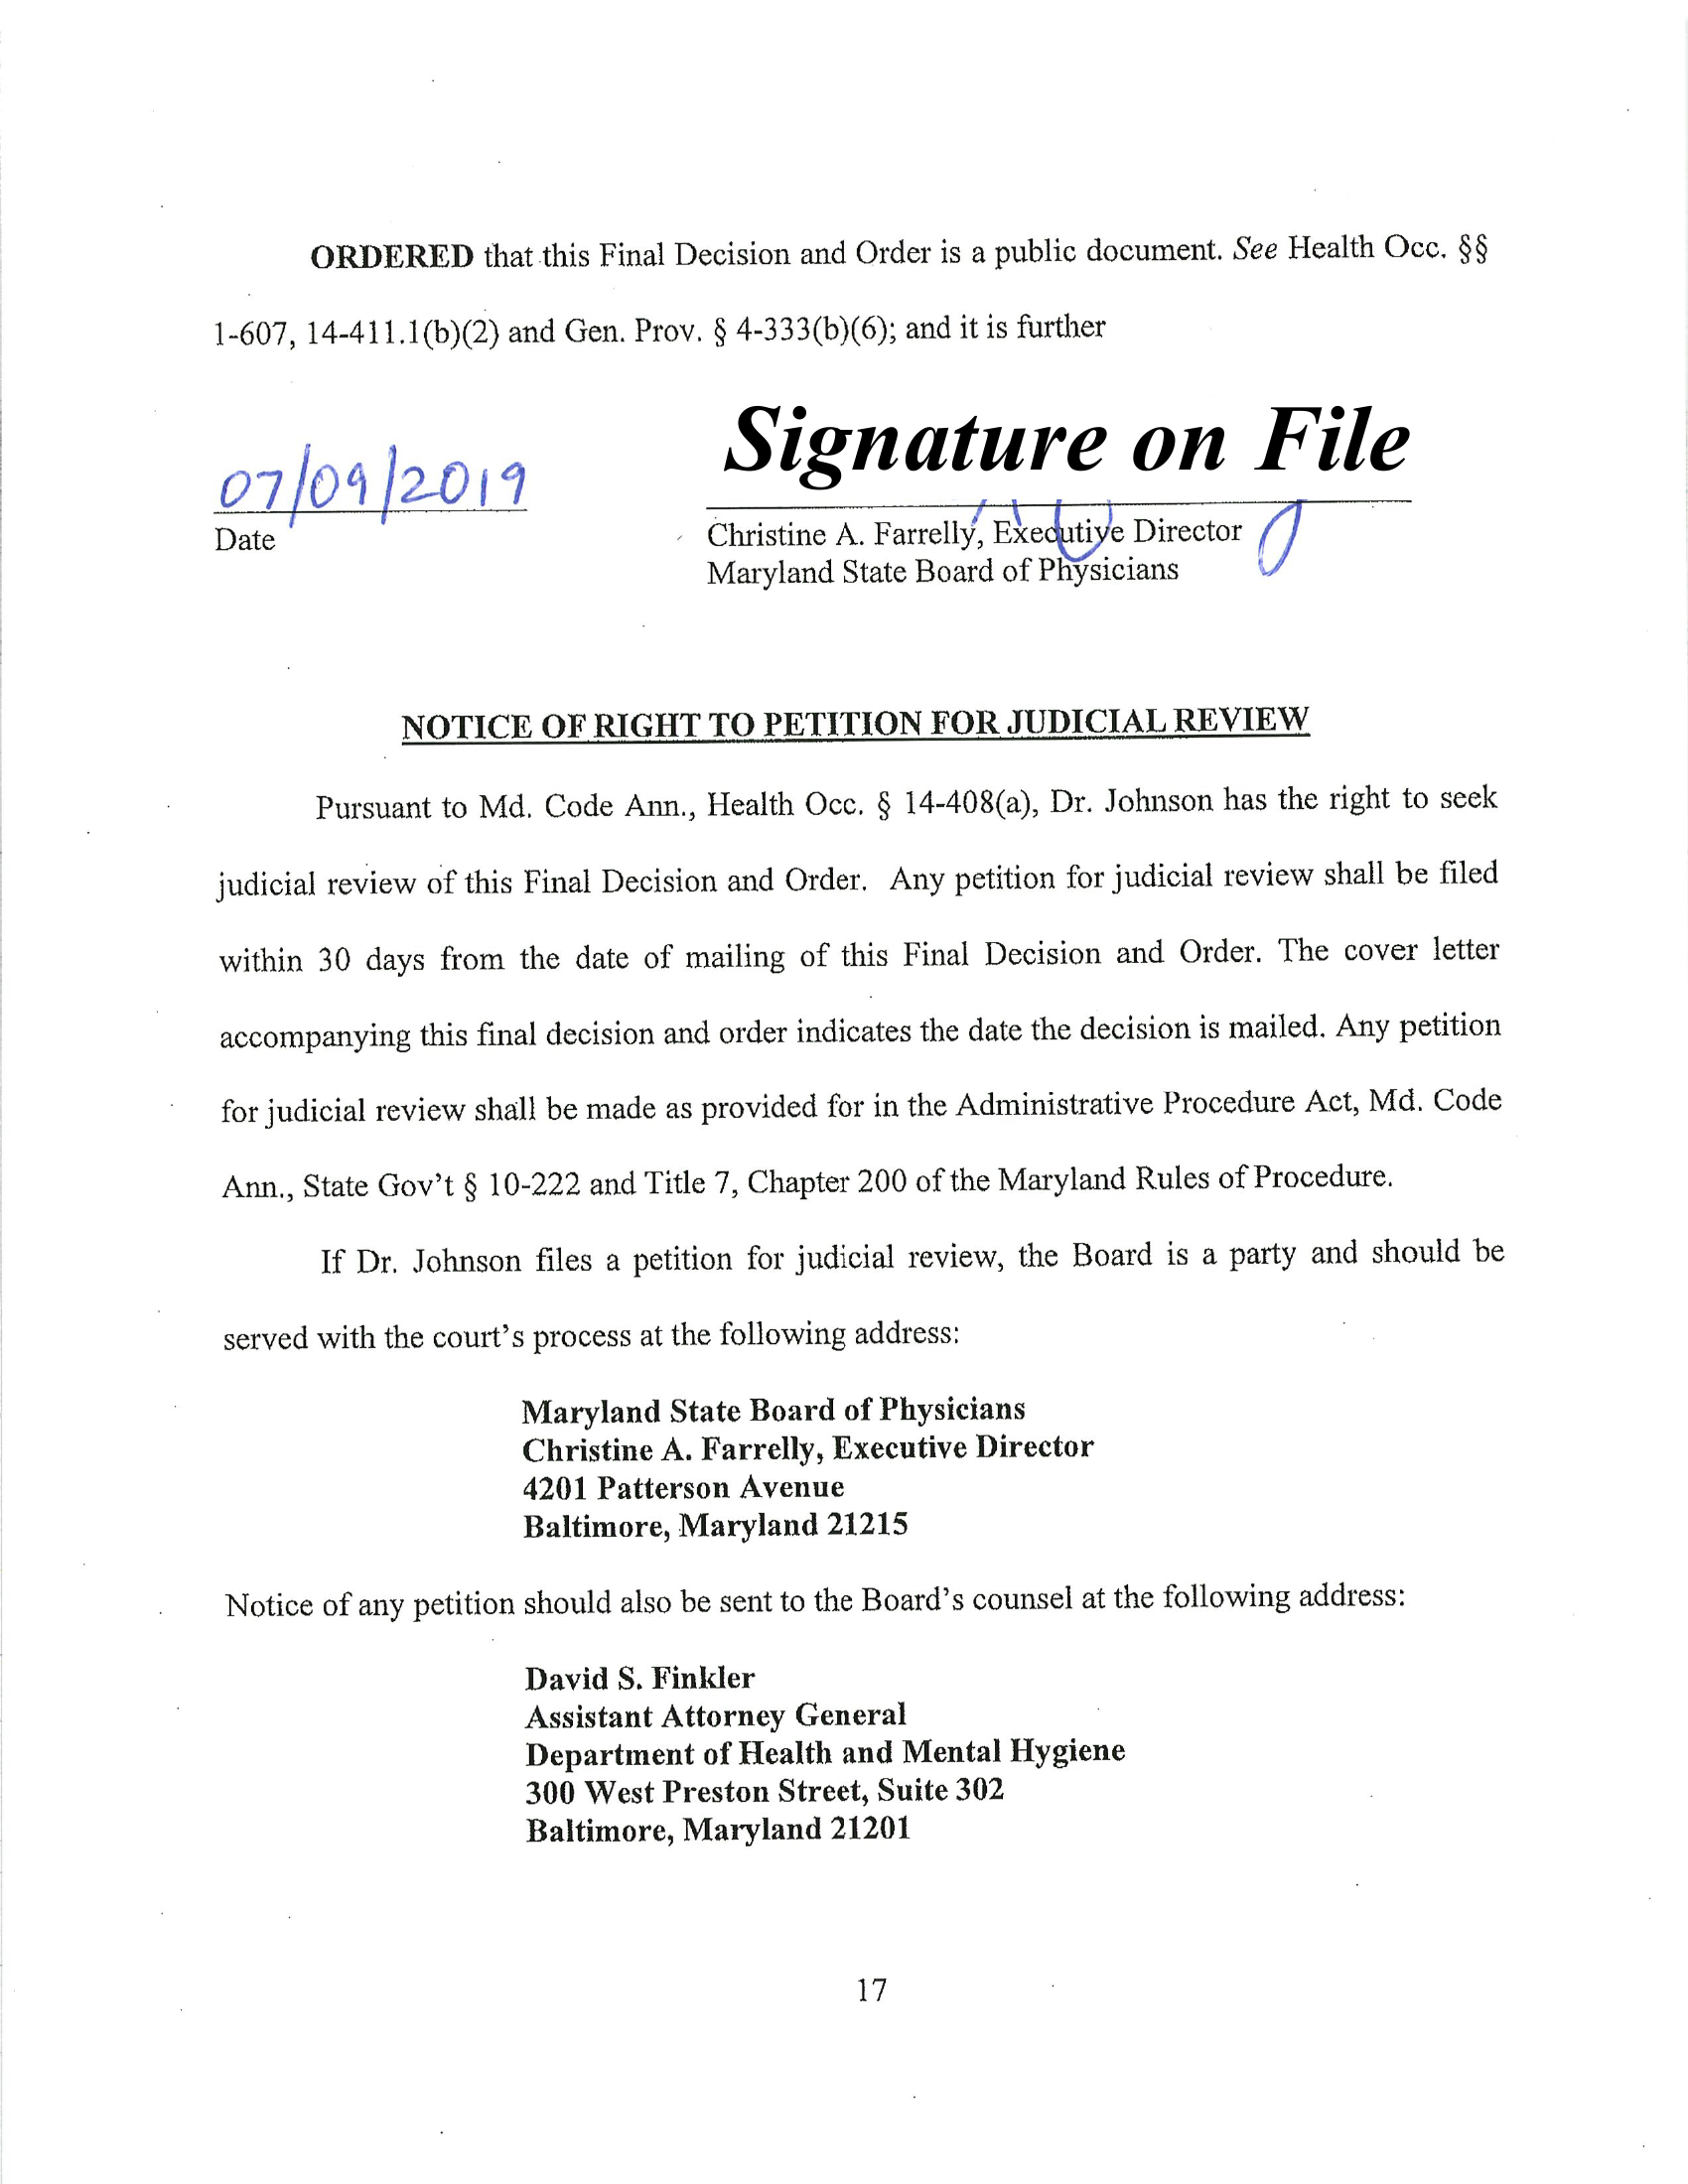 ORDERED that this Final Decision and Order is a public document. See Health Occ. §§
1-607, 14-411.1(b)(2) and Gen. Prov. § 4-333(b)(6); and it is further
07/09/2019
Signature on File
Date
Christine A. Farrelly, Executive Director
Maryland State Board of Physicians
NOTICE OF RIGHT TO PETITION FOR JUDICIAL REVIEW
Pursuant to Md. Code Ann., Health Occ. § 14-408(a), Dr. Johnson has the right to seek
judicial review of this Final Decision and Order. Any petition for judicial review shall be filed
within 30 days from the date of mailing of this Final Decision and Order. The cover letter
accompanying this final decision and order indicates the date the decision is mailed. Any petition
for judicial review shall be made as provided for in the Administrative Procedure Act, Md. Code
Ann., State Gov't § 10-222 and Title 7, Chapter 200 of the Maryland Rules of Procedure.
If Dr. Johnson files a petition for judicial review, the Board is a party and should be
served with the court's process at the following address:
Maryland State Board of Physicians
Christine A. Farrelly, Executive Director
4201 Patterson Avenue
Baltimore, Maryland 21215
Notice of any petition should also be sent to the Board's counsel at the following address:
David S. Finkler
Assistant Attorney General
Department of Health and Mental Hygiene
300 West Preston Street, Suite 302
Baltimore, Maryland 21201
17